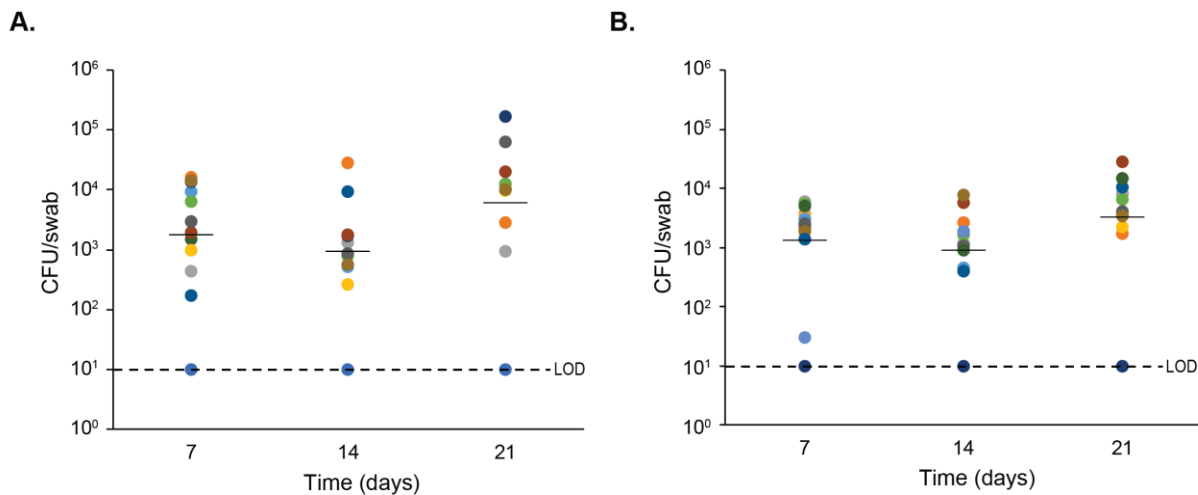 A.
10⁶
10⁵
10⁴
10³
10²
10¹
10⁰
CFU/swab
LOD
7 14 21
Time (days)
B.
10⁶
10⁵
10⁴
10³
10²
10¹
10⁰
CFU/swab
LOD
7 14 21
Time (days)